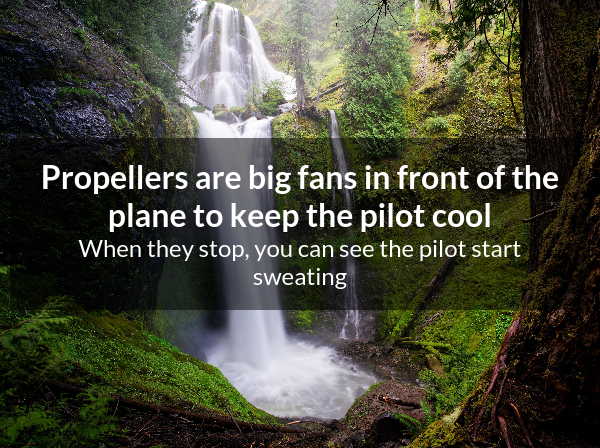 Propellers are big fans in front of the
plane to keep the pilot cool
When they stop, you can see the pilot start
sweating